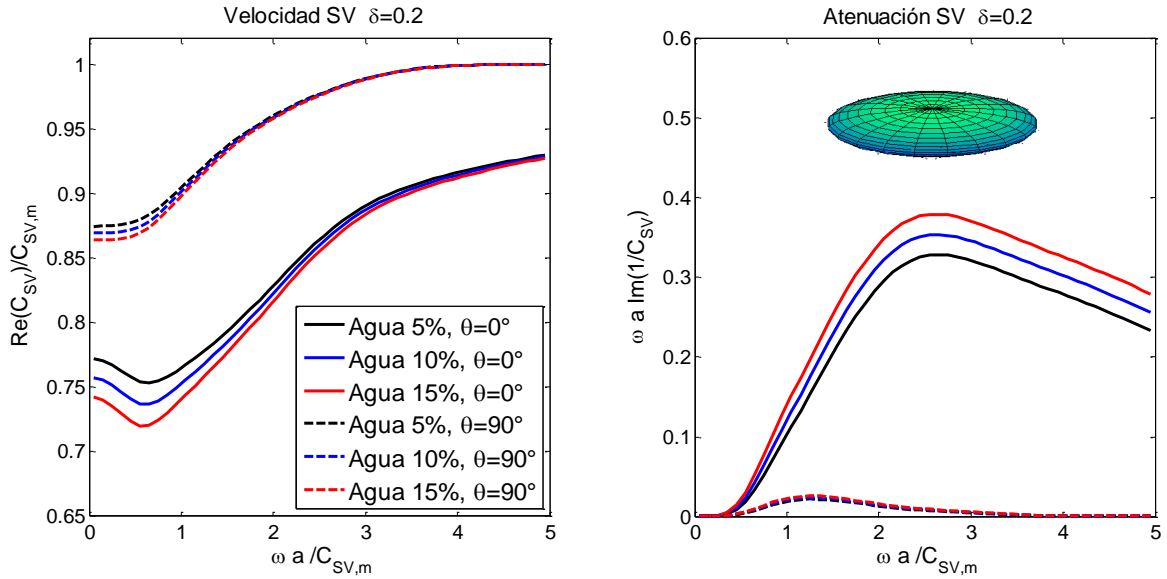 Velocidad SV δ=0.2
Re(C_SV)/C_SV,m
1
0.95
0.9
0.85
0.8
0.75
0.7
0.65
0 1 2 3 4 5
ω a /C_SV,m
Agua 5%, θ=0°
Agua 10%, θ=0°
Agua 15%, θ=0°
Agua 5%, θ=90°
Agua 10%, θ=90°
Agua 15%, θ=90°
Atenuación SV δ=0.2
ω a Im(1/C_SV)
0.6
0.5
0.4
0.3
0.2
0.1
0
0 1 2 3 4 5
ω a /C_SV,m